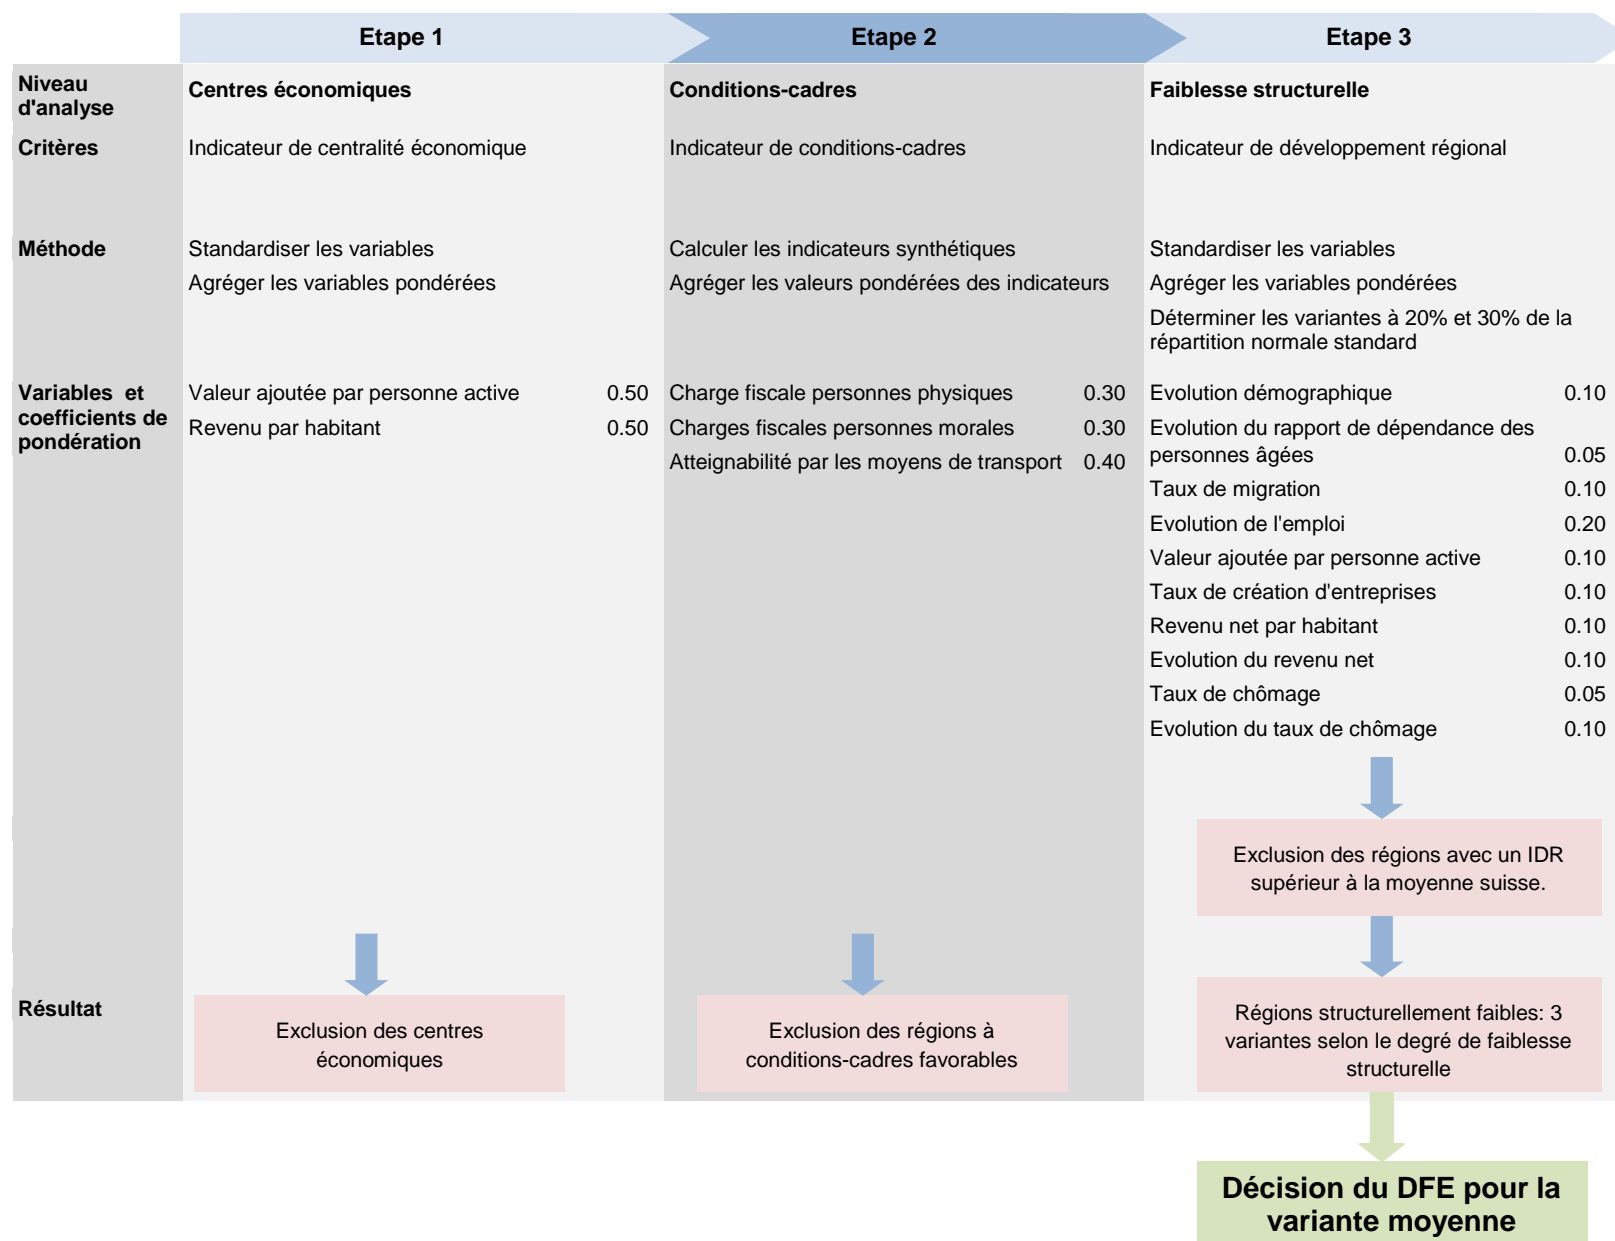 Etape 1
Etape 2
Etape 3
Niveau
d'analyse
Centres économiques
Conditions-cadres
Faiblesse structurelle
Critères
Indicateur de centralité économique
Indicateur de conditions-cadres
Indicateur de développement régional
Méthode
Standardiser les variables
Calculer les indicateurs synthétiques
Standardiser les variables
Agréger les variables pondérées
Agréger les valeurs pondérées des indicateurs
Agréger les variables pondérées
Déterminer les variantes à 20% et 30% de la
répartition normale standard
Variables et
coefficients de
pondération
Valeur ajoutée par personne active 0.50
Revenu par habitant 0.50
Charge fiscale personnes physiques 0.30
Charges fiscales personnes morales 0.30
Atteignabilité par les moyens de transport 0.40
Evolution démographique 0.10
Evolution du rapport de dépendance des
personnes âgées 0.05
Taux de migration 0.10
Evolution de l'emploi 0.20
Valeur ajoutée par personne active 0.10
Taux de création d'entreprises 0.10
Revenu net par habitant 0.10
Evolution du revenu net 0.10
Taux de chômage 0.05
Evolution du taux de chômage 0.10
Exclusion des régions avec un IDR
supérieur à la moyenne suisse.
Résultat
Exclusion des centres
économiques
Exclusion des régions à
conditions-cadres favorables
Régions structurellement faibles: 3
variantes selon le degré de faiblesse
structurelle
Décision du DFE pour la
variante moyenne